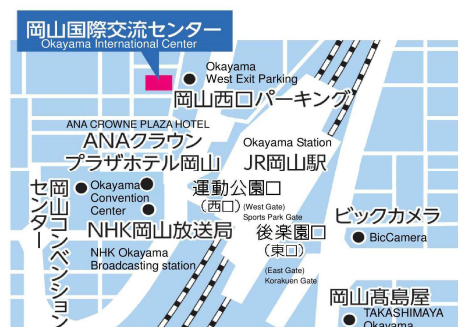 岡山国際交流センター
Okayama International Center
Okayama
West Exit Parking
岡山西口パーキング
ANA CROWNE PLAZA HOTEL
ANAクラウン
プラザホテル岡山
Okayama Station
JR岡山駅
Okayama
Convention
Center
岡山コンベンション
センター
運動公園口
(西口)
(West Gate)
Sports Park Gate
NHK岡山放送局
NHK Okayama
Broadcasting station
後楽園口
(東口)
(East Gate)
Korakuen Gate
ビックカメラ
BicCamera
岡山髙島屋
TAKASHIMAYA
Okayama